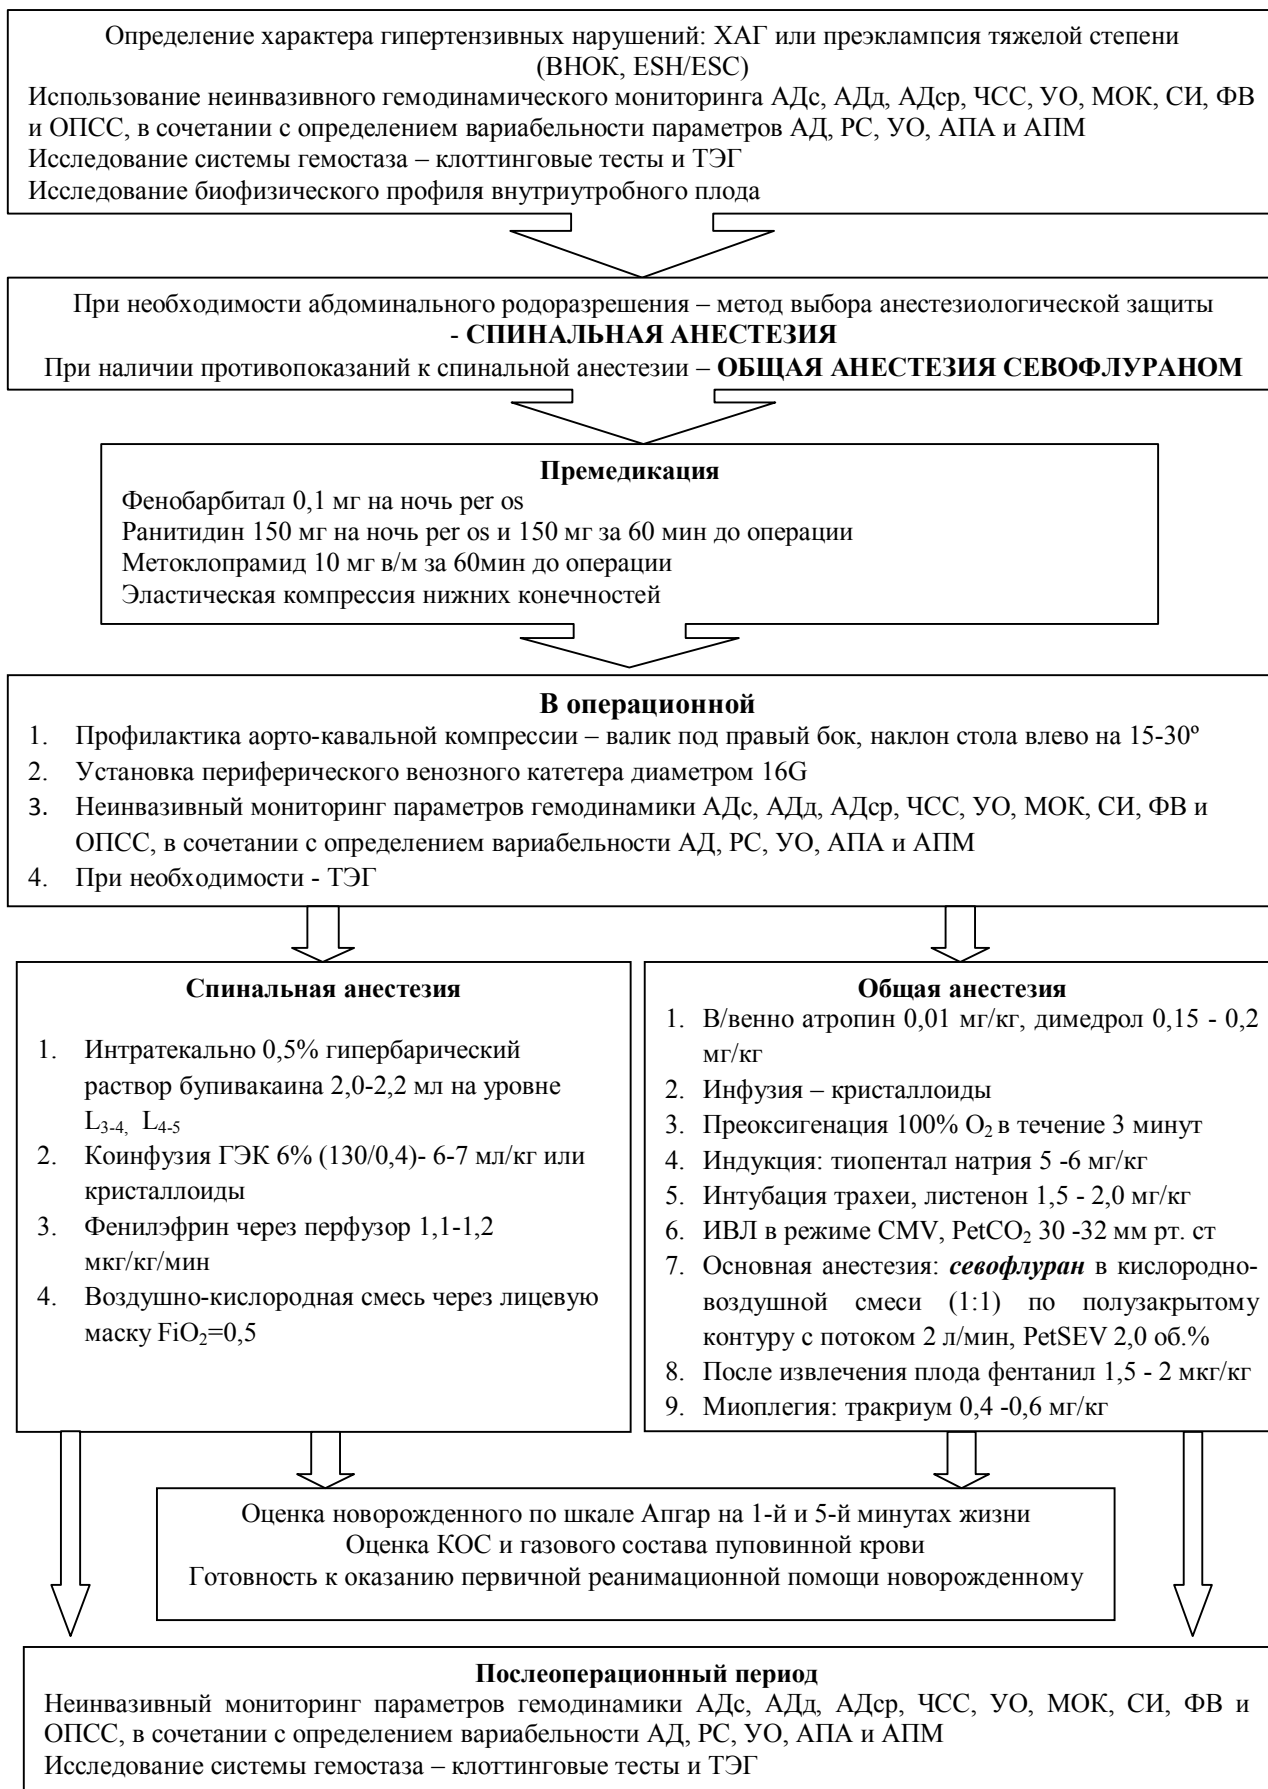 Определение характера гипертензивных нарушений: ХАГ или преэклампсия тяжелой степени
(ВНОК, ESH/ESC)
Использование неинвазивного гемодинамического мониторинга АДс, АДд, АДср, ЧСС, УО, МОК, СИ, ФВ
и ОПСС, в сочетании с определением вариабельности параметров АД, РС, УО, АПА и АПМ
Исследование системы гемостаза – клоттинговые тесты и ТЭГ
Исследование биофизического профиля внутриутробного плода
При необходимости абдоминального родоразрешения – метод выбора анестезиологической защиты
- СПИНАЛЬНАЯ АНЕСТЕЗИЯ
При наличии противопоказаний к спинальной анестезии – ОБЩАЯ АНЕСТЕЗИЯ СЕВОФЛУРАНОМ
Премедикация
Фенобарбитал 0,1 мг на ночь per os
Ранитидин 150 мг на ночь per os и 150 мг за 60 мин до операции
Метоклопрамид 10 мг в/м за 60мин до операции
Эластическая компрессия нижних конечностей
В операционной
1. Профилактика аорто-кавальной компрессии – валик под правый бок, наклон стола влево на 15-30º
2. Установка периферического венозного катетера диаметром 16G
3. Неинвазивный мониторинг параметров гемодинамики АДс, АДд, АДср, ЧСС, УО, МОК, СИ, ФВ и
ОПСС, в сочетании с определением вариабельности АД, РС, УО, АПА и АПМ
4. При необходимости - ТЭГ
Спинальная анестезия
1. Интратекально 0,5% гипербарический
раствор бупивакаина 2,0-2,2 мл на уровне
L3-4, L4-5
2. Коинфузия ГЭК 6% (130/0,4)- 6-7 мл/кг или
кристаллоиды
3. Фенилэфрин через перфузор 1,1-1,2
мкг/кг/мин
4. Воздушно-кислородная смесь через лицевую
маску FiO2=0,5
Общая анестезия
1. В/венно атропин 0,01 мг/кг, димедрол 0,15 - 0,2
мг/кг
2. Инфузия – кристаллоиды
3. Преоксигенация 100% O2 в течение 3 минут
4. Индукция: тиопентал натрия 5 -6 мг/кг
5. Интубация трахеи, листенон 1,5 - 2,0 мг/кг
6. ИВЛ в режиме CMV, PetCO2 30 -32 мм рт. ст
7. Основная анестезия: севофлуран в кислородно-
воздушной смеси (1:1) по полузакрытому
контуру с потоком 2 л/мин, PetSEV 2,0 об.%
8. После извлечения плода фентанил 1,5 - 2 мкг/кг
9. Миоплегия: тракриум 0,4 -0,6 мг/кг
Оценка новорожденного по шкале Апгар на 1-й и 5-й минутах жизни
Оценка КОС и газового состава пуповинной крови
Готовность к оказанию первичной реанимационной помощи новорожденному
Послеоперационный период
Неинвазивный мониторинг параметров гемодинамики АДс, АДд, АДср, ЧСС, УО, МОК, СИ, ФВ и
ОПСС, в сочетании с определением вариабельности АД, РС, УО, АПА и АПМ
Исследование системы гемостаза – клоттинговые тесты и ТЭГ